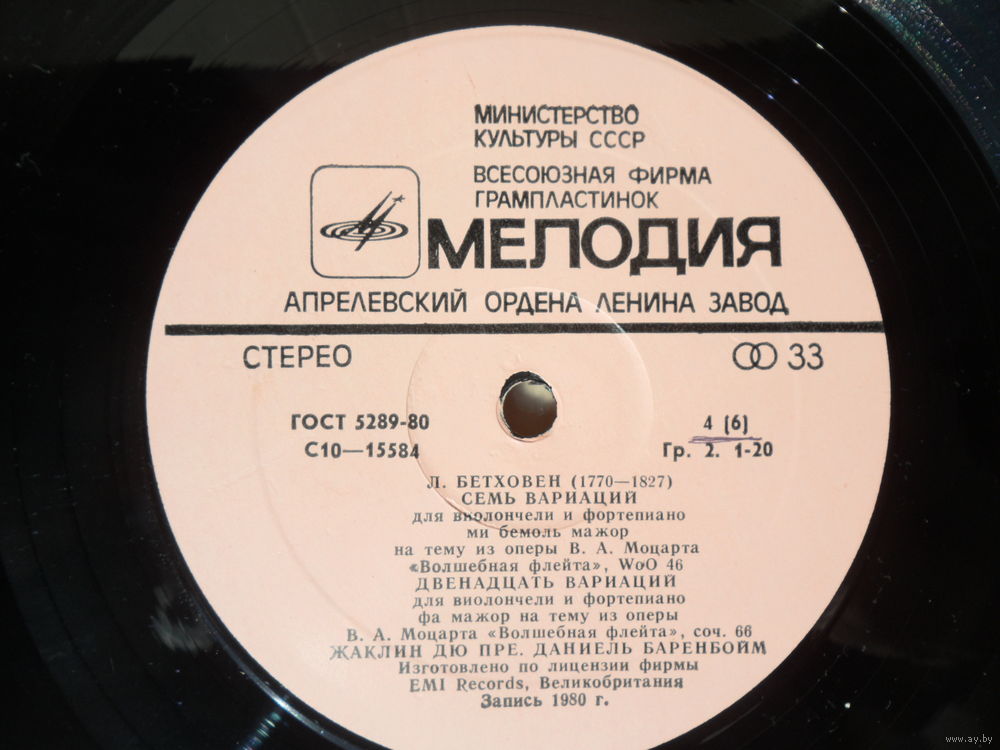 МИНИСТЕРСТВО
КУЛЬТУРЫ СССР
ВСЕСОЮЗНАЯ ФИРМА
ГРАМПЛАСТИНОК
МЕЛОДИЯ
АПРЕЛЕВСКИЙ ОРДЕНА ЛЕНИНА ЗАВОД
СТЕРЕО 33
ГОСТ 5289-80 4 (6)
С10—15584 Гр. 2. 1-20
Л. БЕТХОВЕН (1770—1827)
СЕМЬ ВАРИАЦИЙ
для виолончели и фортепиано
ми бемоль мажор
на тему из оперы В. А. Моцарта
«Волшебная флейта», WoO 46
ДВЕНАДЦАТЬ ВАРИАЦИЙ
для виолончели и фортепиано
фа мажор на тему из оперы
В. А. Моцарта «Волшебная флейта», соч. 66
ЖАКЛИН ДЮ ПРЕ. ДАНИЕЛЬ БАРЕНБОЙМ
Изготовлено по лицензии фирмы
EMI Records, Великобритания
Запись 1980 г.
www.ay.by